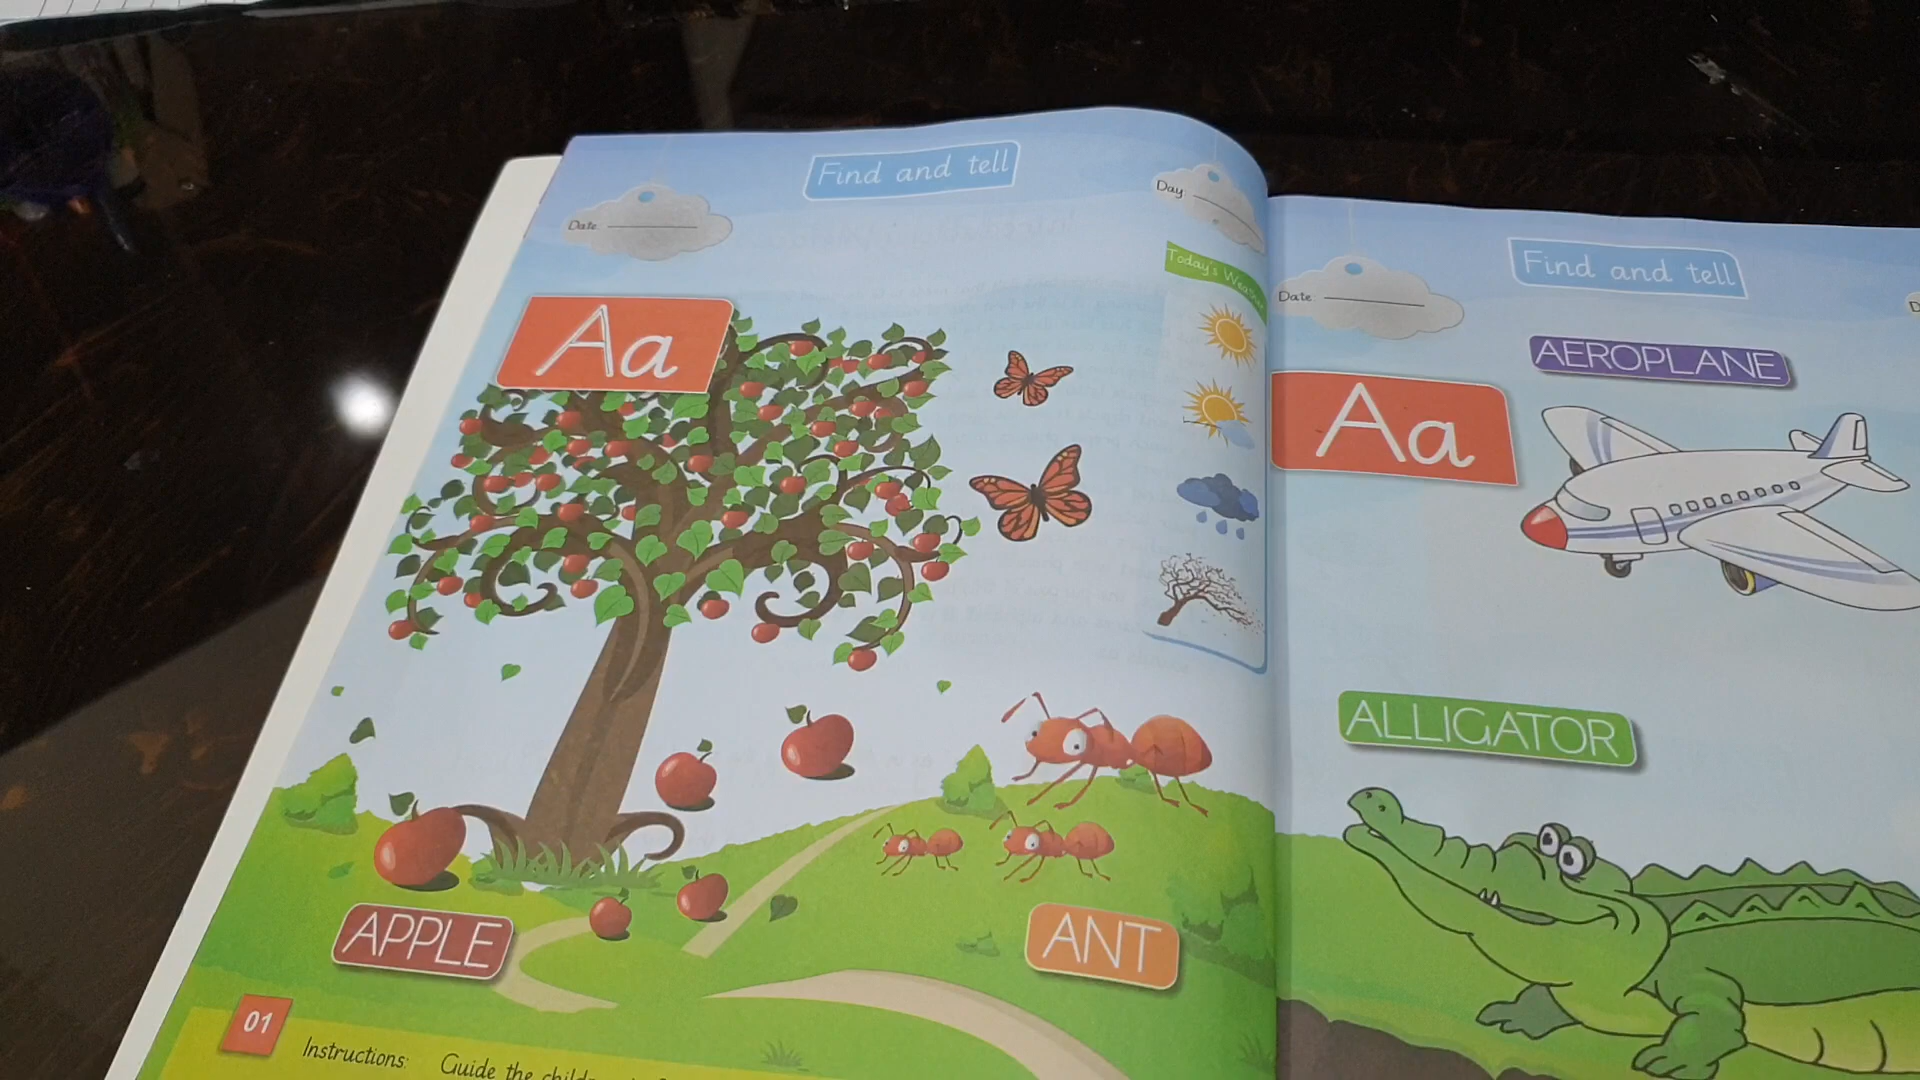 Find and tell
Date
Day:
Today's Weather
Aa
APPLE
ANT
01
Instructions: Guide the
Find and tell
Date
AEROPLANE
Aa
ALLIGATOR